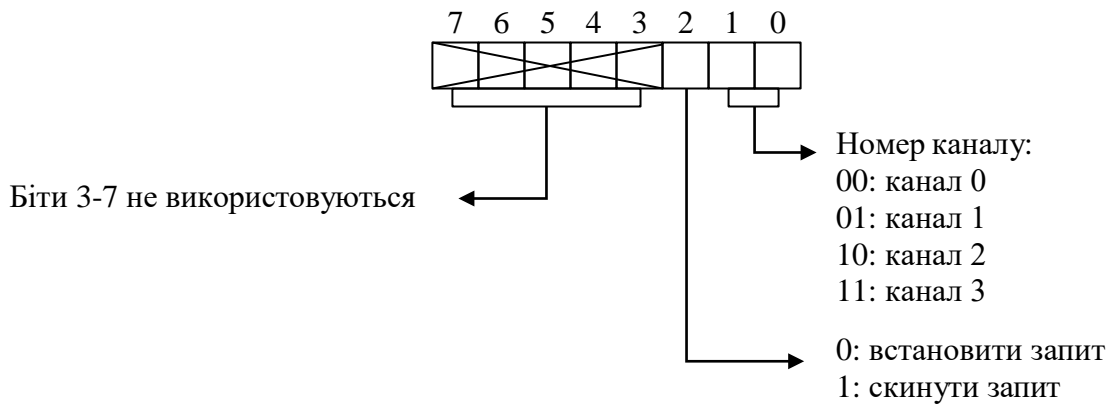 7 6 5 4 3 2 1 0
Номер каналу:
00: канал 0
Біти 3-7 не використовуються
01: канал 1
10: канал 2
11: канал 3
0: встановити запит
1: скинути запит